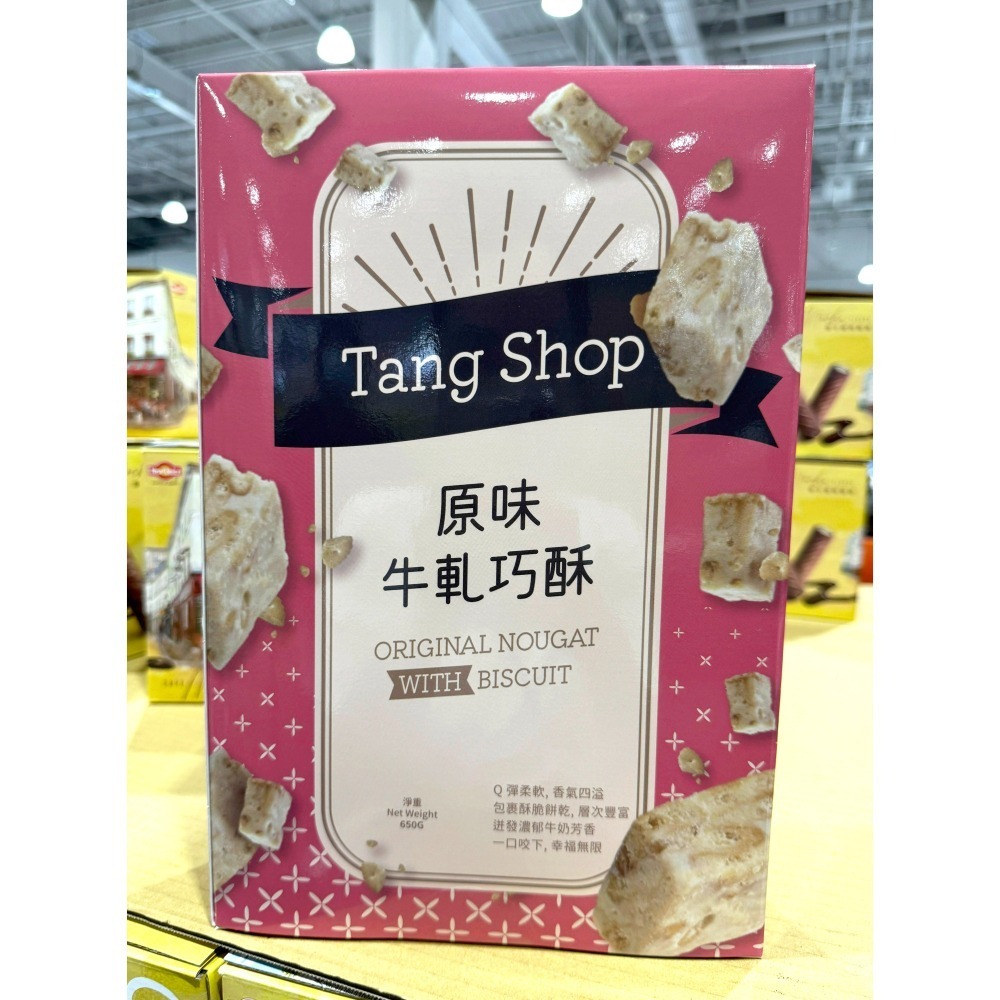 Tang Shop
原味
牛軋巧酥
ORIGINAL NOUGAT
WITH BISCUIT
淨重
Net Weight
650G
Q 彈柔軟, 香氣四溢
包裹酥脆餅乾, 層次豐富
迸發濃郁牛奶芳香
一口咬下, 幸福無限